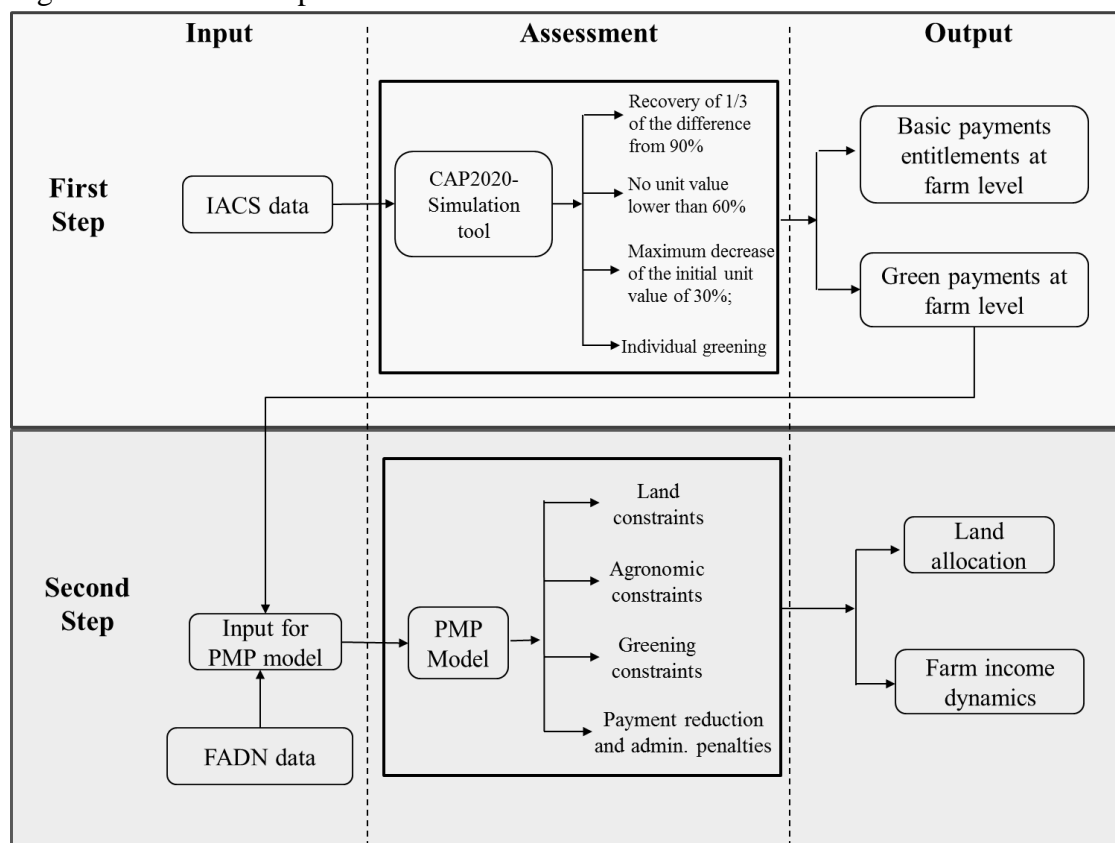 Input
Assessment
Output
First
Step
IACS data
CAP2020-
Simulation
tool
Recovery of 1/3
of the difference
from 90%
No unit value
lower than 60%
Maximum decrease
of the initial unit
value of 30%;
Individual greening
Basic payments
entitlements at
farm level
Green payments at
farm level
Second
Step
Input for
PMP model
FADN data
PMP
Model
Land
constraints
Agronomic
constraints
Greening
constraints
Payment reduction
and admin. penalties
Land
allocation
Farm income
dynamics